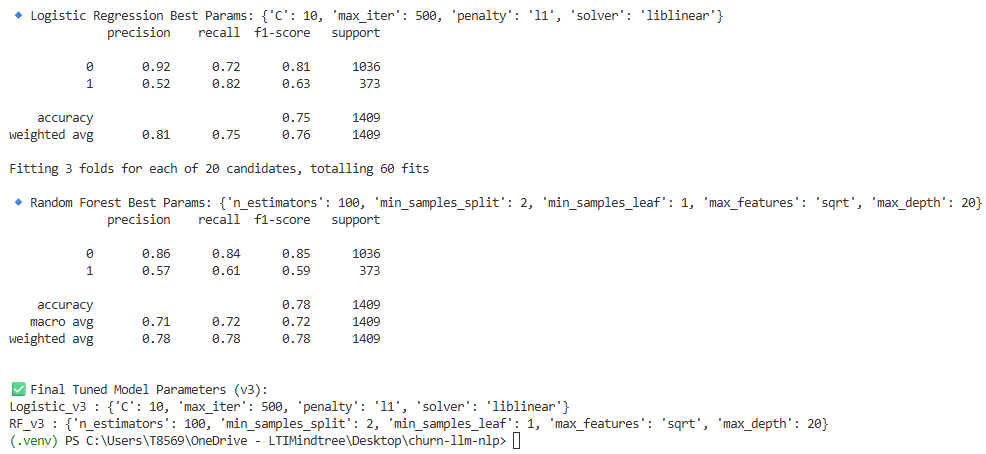 🔹 Logistic Regression Best Params: {'C': 10, 'max_iter': 500, 'penalty': 'l1', 'solver': 'liblinear'}
precision    recall  f1-score   support
0       0.92      0.72      0.81      1036
1       0.52      0.82      0.63       373
accuracy                           0.75      1409
weighted avg       0.81      0.75      0.76      1409
Fitting 3 folds for each of 20 candidates, totalling 60 fits
🔹 Random Forest Best Params: {'n_estimators': 100, 'min_samples_split': 2, 'min_samples_leaf': 1, 'max_features': 'sqrt', 'max_depth': 20}
precision    recall  f1-score   support
0       0.86      0.84      0.85      1036
1       0.57      0.61      0.59       373
accuracy                           0.78      1409
macro avg       0.71      0.72      0.72      1409
weighted avg       0.78      0.78      0.78      1409
✅ Final Tuned Model Parameters (v3):
Logistic_v3 : {'C': 10, 'max_iter': 500, 'penalty': 'l1', 'solver': 'liblinear'}
RF_v3 : {'n_estimators': 100, 'min_samples_split': 2, 'min_samples_leaf': 1, 'max_features': 'sqrt', 'max_depth': 20}
(.venv) PS C:\Users\T8569\OneDrive - LTIMindtree\Desktop\churn-llm-nlp>